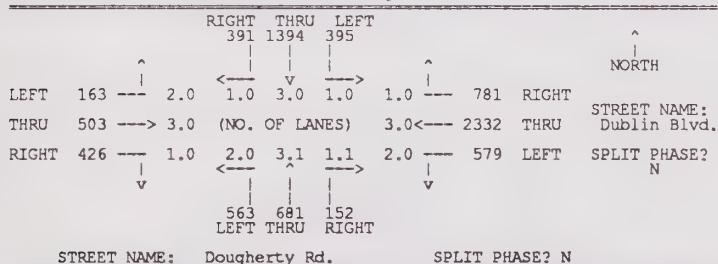 RIGHT THRU LEFT
391 1394 395
^ | | | ^ ^
| | | | | |
<--- v ---> NORTH
LEFT 163 --- 2.0 1.0 3.0 1.0 1.0 --- 781 RIGHT
STREET NAME:
THRU 503 ---> 3.0 (NO. OF LANES) 3.0<--- 2332 THRU Dublin Blvd.
RIGHT 426 --- 1.0 2.0 3.1 1.1 2.0 --- 579 LEFT SPLIT PHASE?
| <--- ^ ---> | N
v | | | v
| | |
563 681 152
LEFT THRU RIGHT
STREET NAME: Dougherty Rd. SPLIT PHASE? N